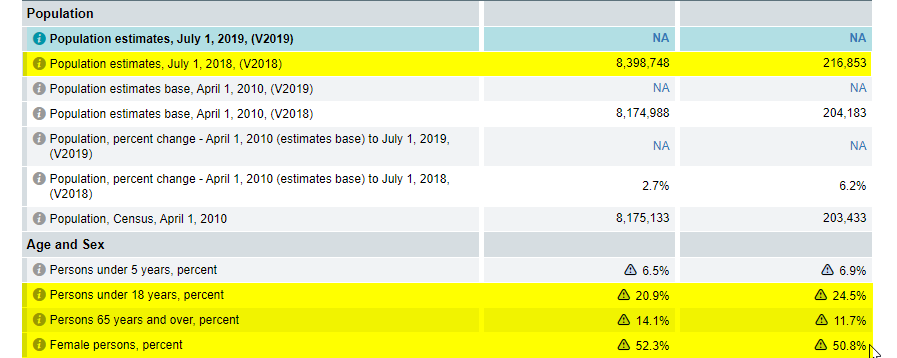 Population
Population estimates, July 1, 2019, (V2019) NA NA
Population estimates, July 1, 2018, (V2018) 8,398,748 216,853
Population estimates base, April 1, 2010, (V2019) NA NA
Population estimates base, April 1, 2010, (V2018) 8,174,988 204,183
Population, percent change - April 1, 2010 (estimates base) to July 1, 2019,
(V2019) NA NA
Population, percent change - April 1, 2010 (estimates base) to July 1, 2018,
(V2018) 2.7% 6.2%
Population, Census, April 1, 2010 8,175,133 203,433
Age and Sex
Persons under 5 years, percent 6.5% 6.9%
Persons under 18 years, percent 20.9% 24.5%
Persons 65 years and over, percent 14.1% 11.7%
Female persons, percent 52.3% 50.8%